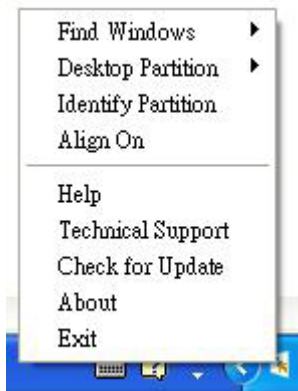 Find Windows
Desktop Partition
Identify Partition
Align On
Help
Technical Support
Check for Update
About
Exit